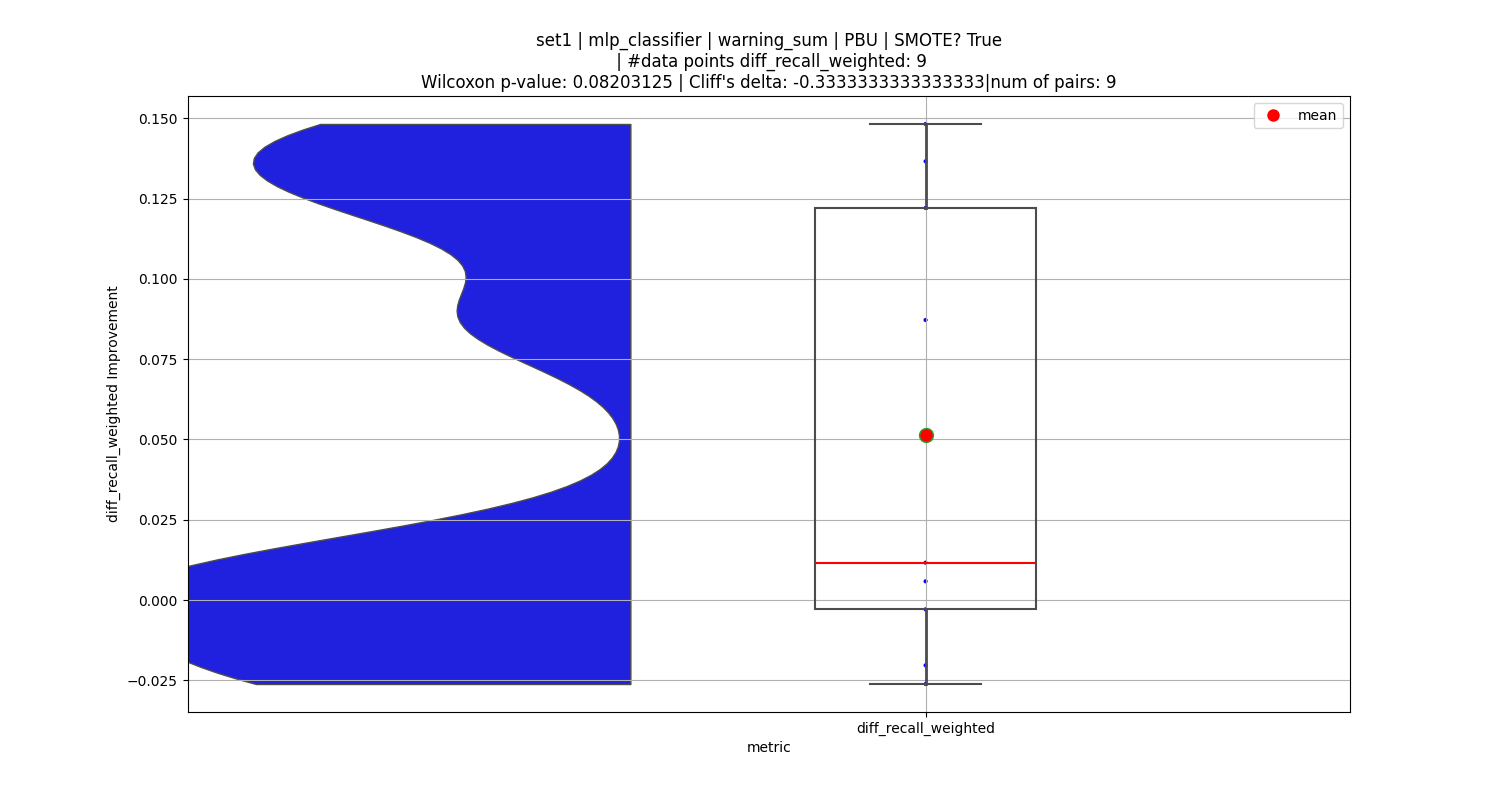 set1 | mlp_classifier | warning_sum | PBU | SMOTE? True
| #data points diff_recall_weighted: 9
Wilcoxon p-value: 0.08203125 | Cliff's delta: -0.3333333333333333|num of pairs: 9
mean
0.150
0.125
0.100
0.075
0.050
0.025
0.000
−0.025
diff_recall_weighted Improvement
diff_recall_weighted
metric